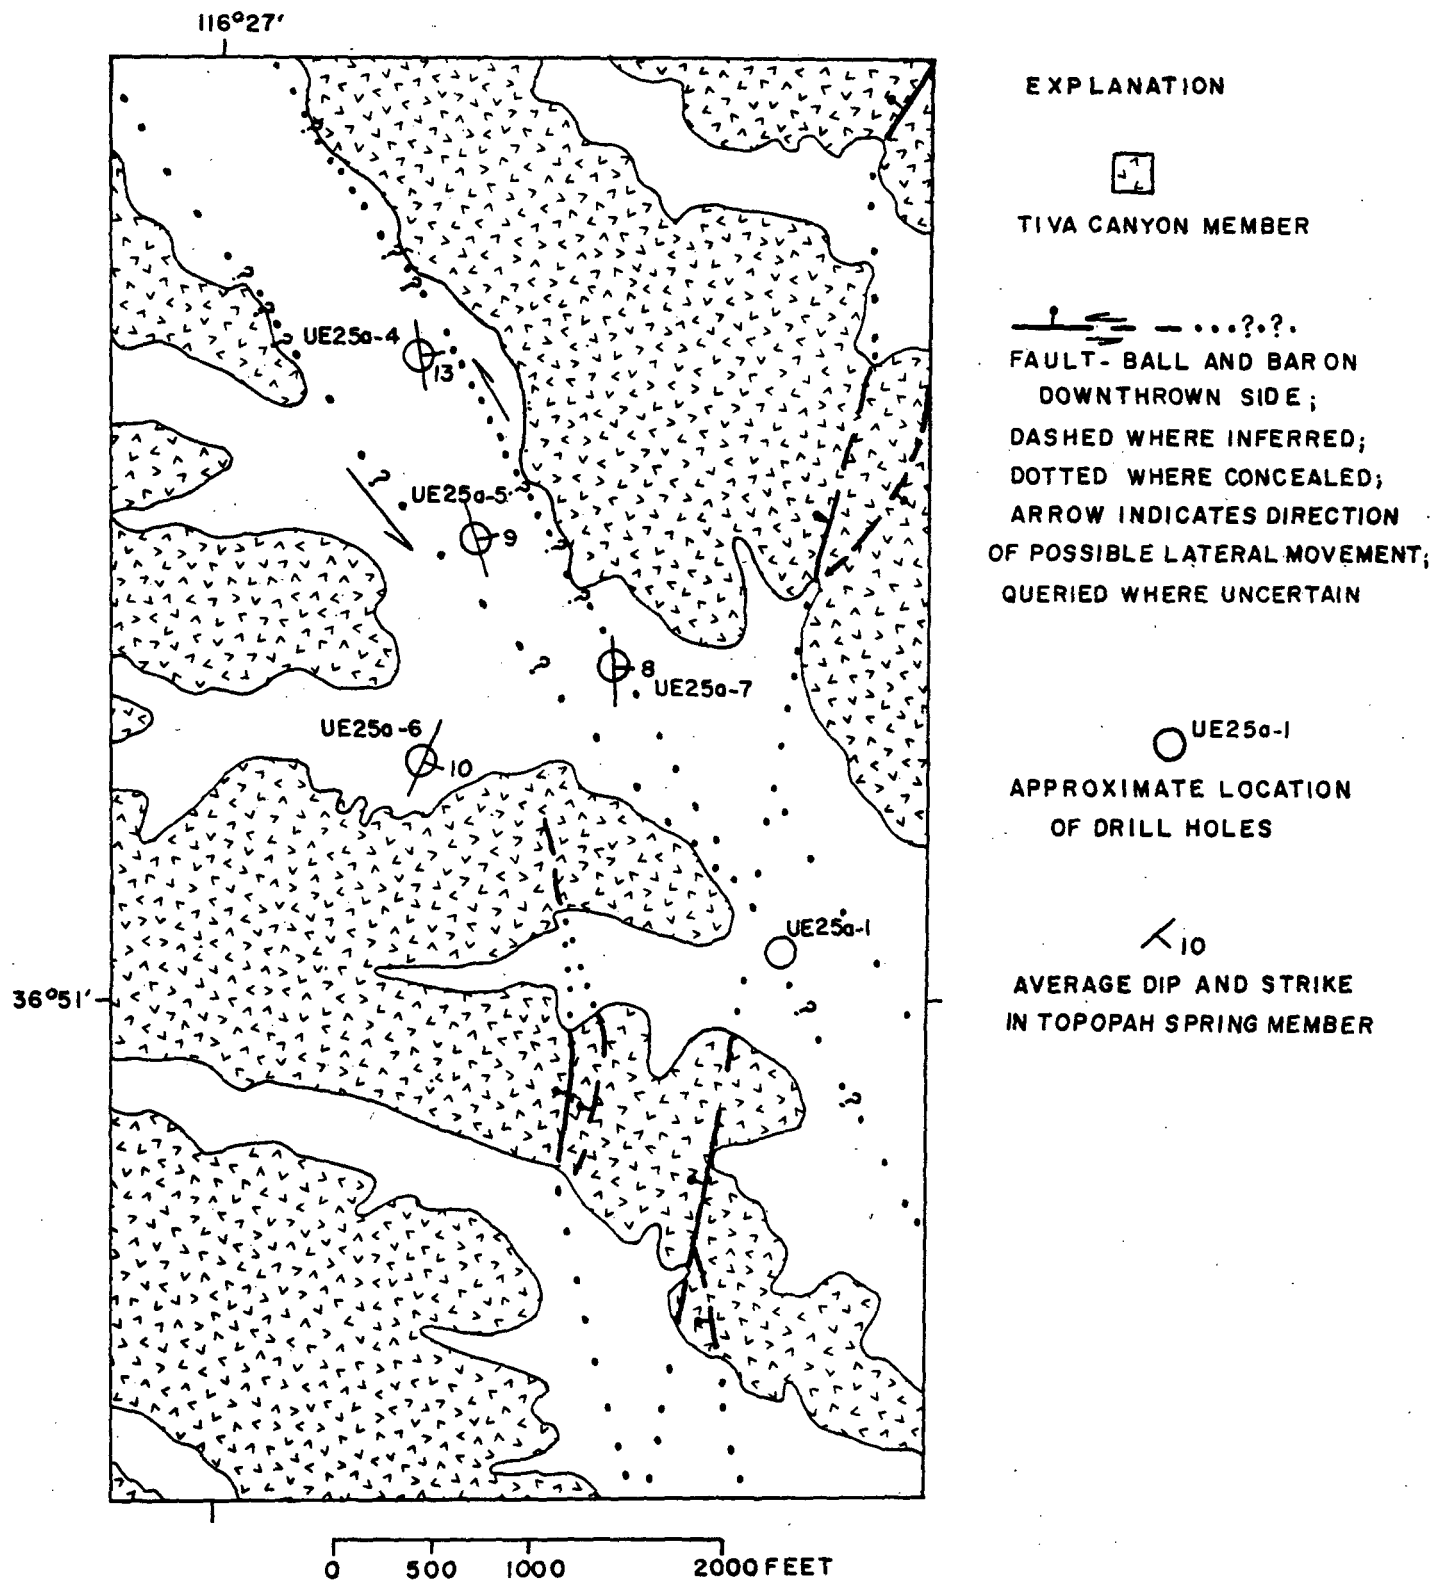 116°27'
EXPLANATION
TIVA CANYON MEMBER
?.?.
FAULT- BALL AND BAR ON
DOWNTHROWN SIDE;
DASHED WHERE INFERRED;
DOTTED WHERE CONCEALED;
ARROW INDICATES DIRECTION
OF POSSIBLE LATERAL MOVEMENT;
QUERIED WHERE UNCERTAIN
UE25a-1
APPROXIMATE LOCATION
OF DRILL HOLES
10
AVERAGE DIP AND STRIKE
IN TOPOPAH SPRING MEMBER
?
?
?
?
?
UE25a-4
13
?
UE25a-5
?
9
?
?
?
8
UE25a-7
UE25a-6
10
UE25a-1
36°51'
?
?
0 500 1000 2000 FEET